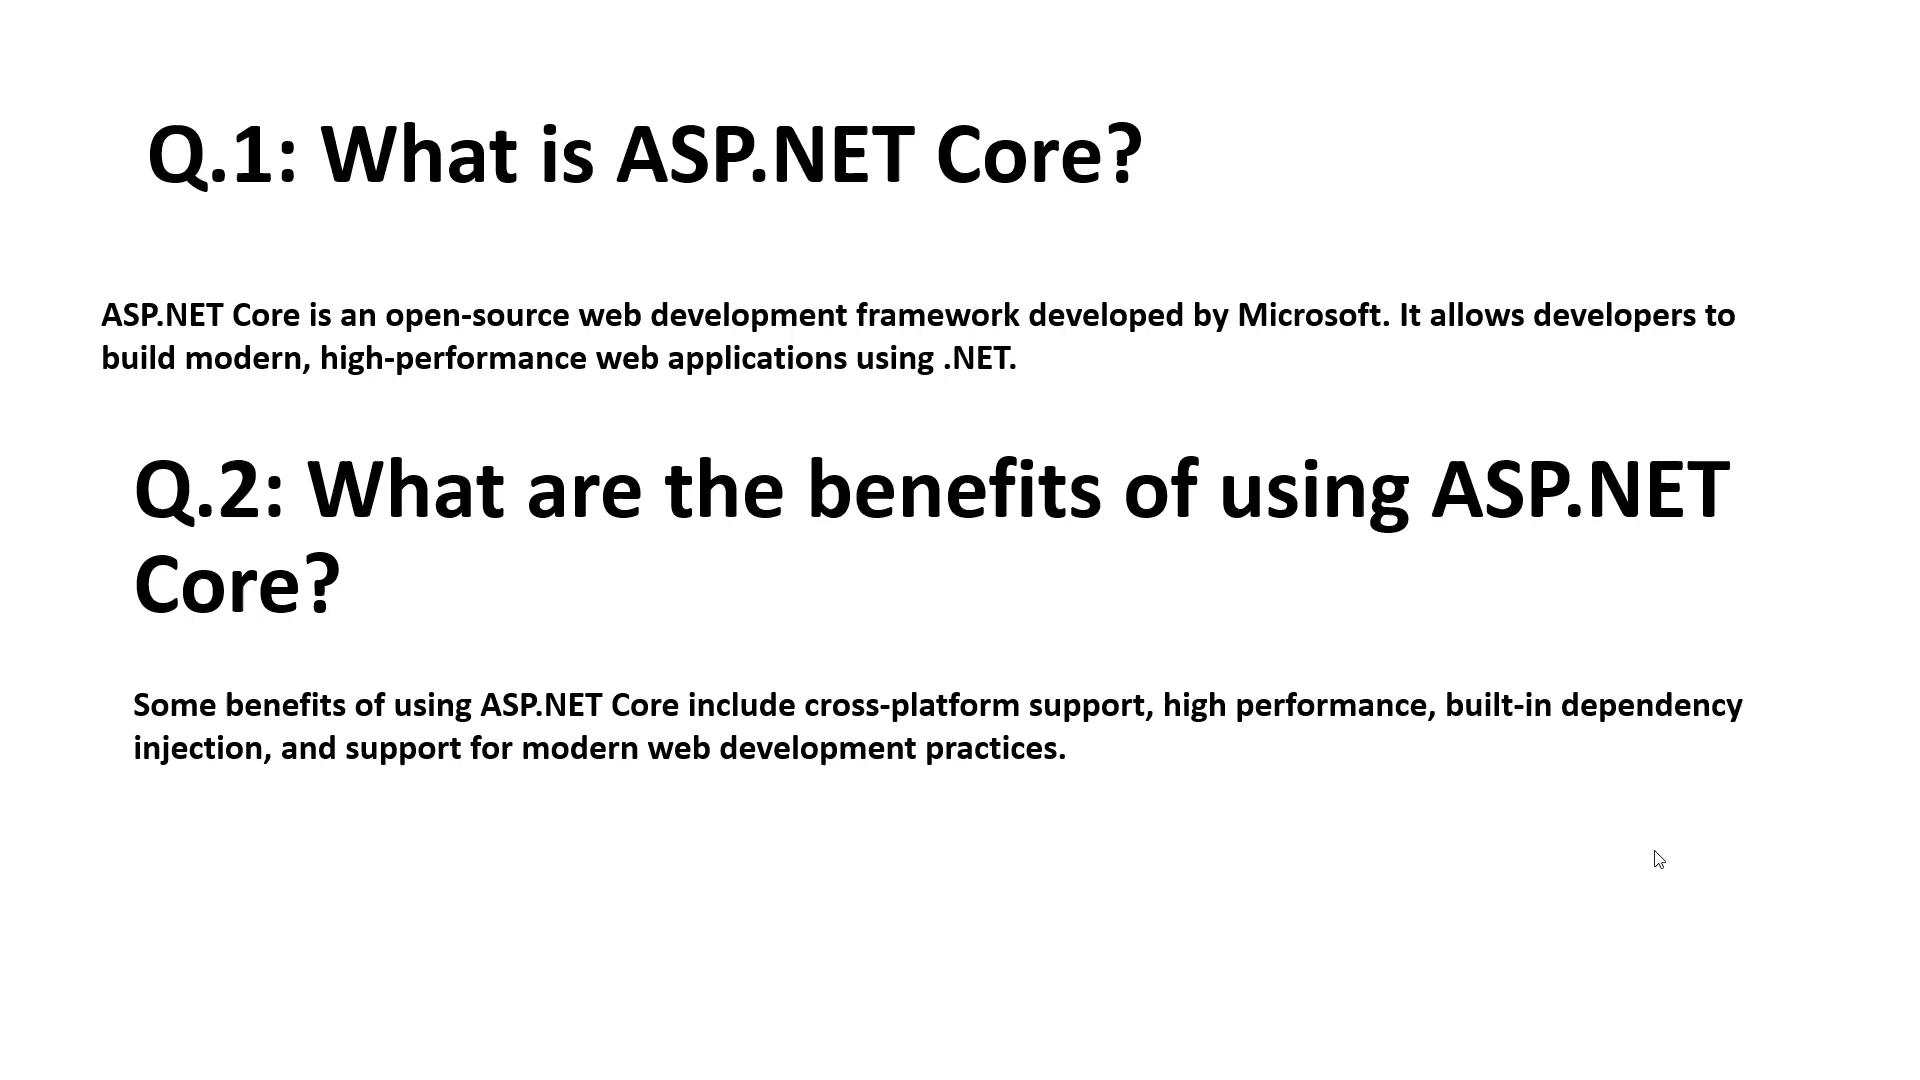 Q.1: What is ASP.NET Core?
ASP.NET Core is an open-source web development framework developed by Microsoft. It allows developers to
build modern, high-performance web applications using .NET.
Q.2: What are the benefits of using ASP.NET
Core?
Some benefits of using ASP.NET Core include cross-platform support, high performance, built-in dependency
injection, and support for modern web development practices.